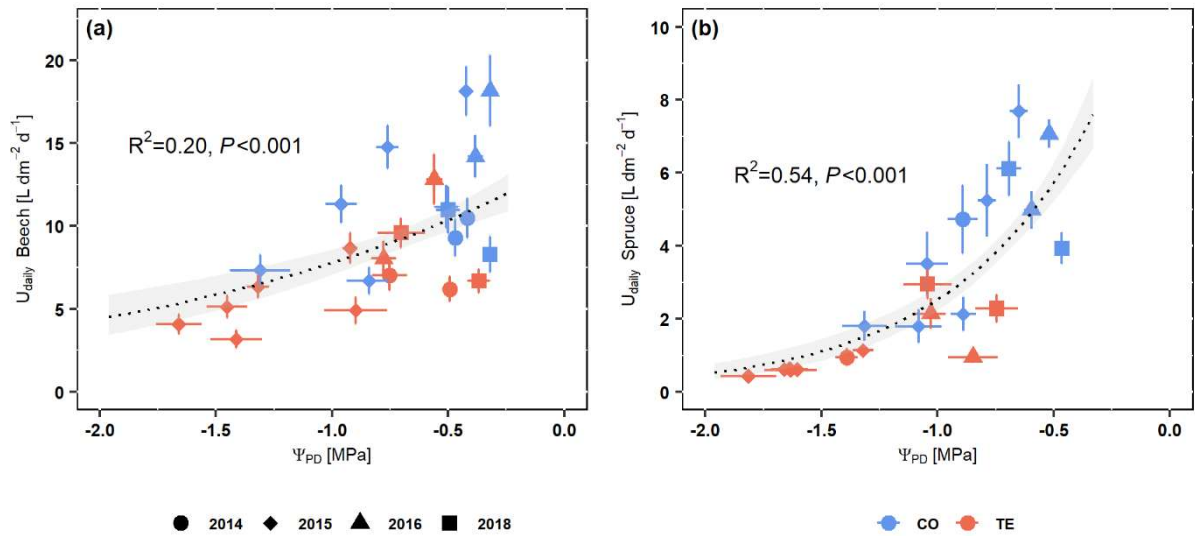 (a)
U_daily Beech [L dm⁻² d⁻¹]
20
15
10
5
0
R²=0.20, P<0.001
-2.0 -1.5 -1.0 -0.5 0.0
Ψ_PD [MPa]
(b)
U_daily Spruce [L dm⁻² d⁻¹]
8
6
4
2
0
R²=0.54, P<0.001
-2.0 -1.5 -1.0 -0.5 0.0
Ψ_PD [MPa]
2014 2015 2016 2018
CO TE